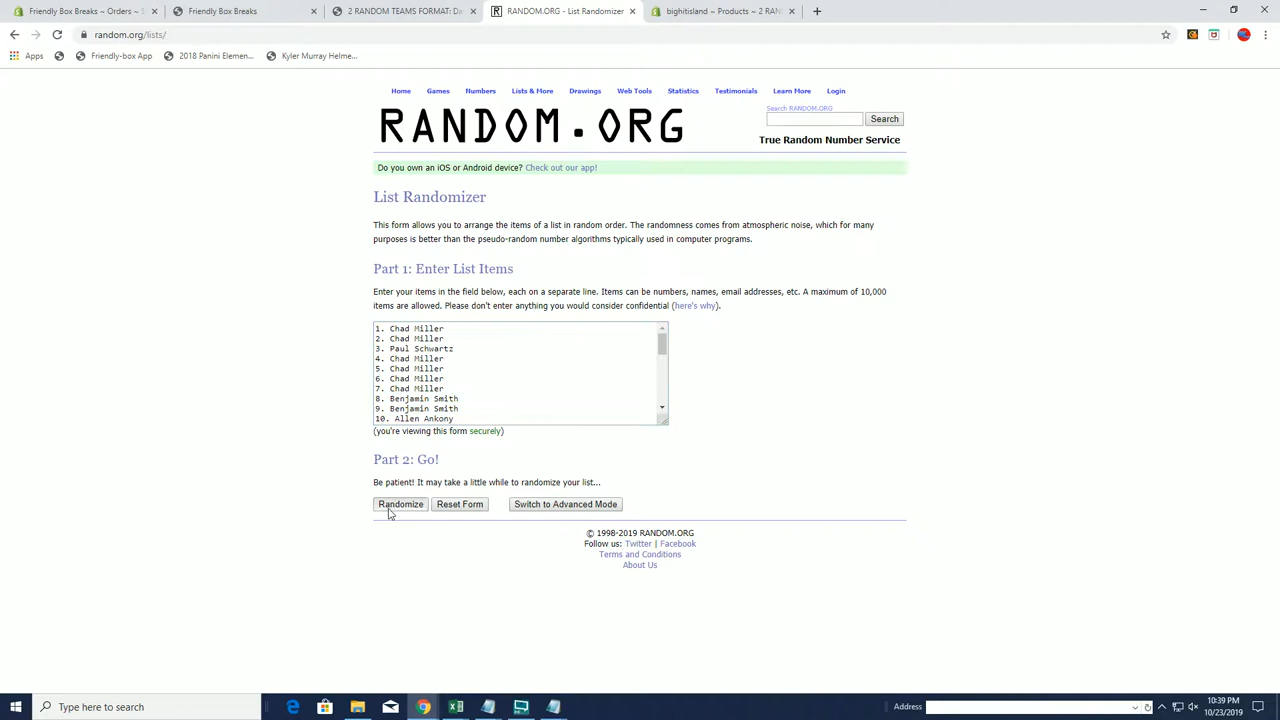 Friendly Box Breaks ~ Orders ~ S
Friendly Box Breaks
2 RANDOM TEAMS FORMAT: Da
RANDOM.ORG - List Randomizer
bighitisland ~ Products ~ 2 RAN
random.org/lists/
Apps
Friendly-box App
2018 Panini Elemen...
Kyler Murray Helme...
Home
Games
Numbers
Lists & More
Drawings
Web Tools
Statistics
Testimonials
Learn More
Login
RANDOM.ORG
Search RANDOM.ORG
Search
True Random Number Service
Do you own an iOS or Android device? Check out our app!
List Randomizer
This form allows you to arrange the items of a list in random order. The randomness comes from atmospheric noise, which for many
purposes is better than the pseudo-random number algorithms typically used in computer programs.
Part 1: Enter List Items
Enter your items in the field below, each on a separate line. Items can be numbers, names, email addresses, etc. A maximum of 10,000
items are allowed. Please don't enter anything you would consider confidential (here's why).
1. Chad Miller
2. Chad Miller
3. Paul Schwartz
4. Chad Miller
5. Chad Miller
6. Chad Miller
7. Chad Miller
8. Benjamin Smith
9. Benjamin Smith
10. Allen Ankony
(you're viewing this form securely)
Part 2: Go!
Be patient! It may take a little while to randomize your list...
Randomize
Reset Form
Switch to Advanced Mode
© 1998-2019 RANDOM.ORG
Follow us: Twitter | Facebook
Terms and Conditions
About Us
Type here to search
Address
10:39 PM
10/23/2019